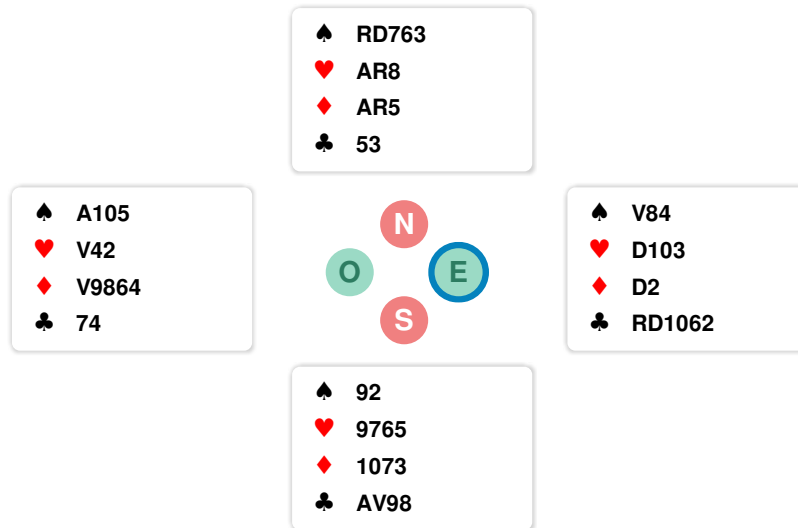 ♠ RD763
♥ AR8
♦ AR5
♣ 53
♠ A105
♥ V42
♦ V9864
♣ 74
N
O E
S
♠ V84
♥ D103
♦ D2
♣ RD1062
♠ 92
♥ 9765
♦ 1073
♣ AV98